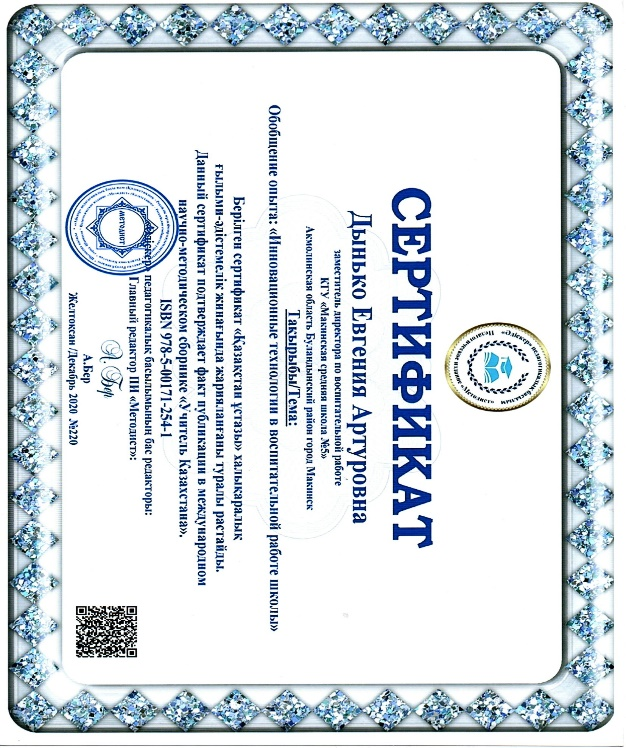 СЕРТИФИКАТ
Дынько Евгения Артуровна
заместитель директора по воспитательной работе
КГУ «Макинская средняя школа №5»
Акмолинская область Буландынский район город Макинск
Тақырыбы/Тема:
Обобщение опыта: «Инновационные технологии в воспитательной работе школы»
Берілген сертификат «Қазақстан ұстазы» халықаралық
ғылыми-әдістемелік жинағында жарияланғаны туралы растайды.
Данный сертификат подтверждает факт публикации в международном
научно-методическом сборнике «Учитель Казахстана».
ISBN 978-5-00171-254-1
педагогикалық басылымының бас редакторы:
Главный редактор ПИ «Методист»:
А.Бер
Желтоқсан /Декабрь 2020 №220
МЕТОДИСТ